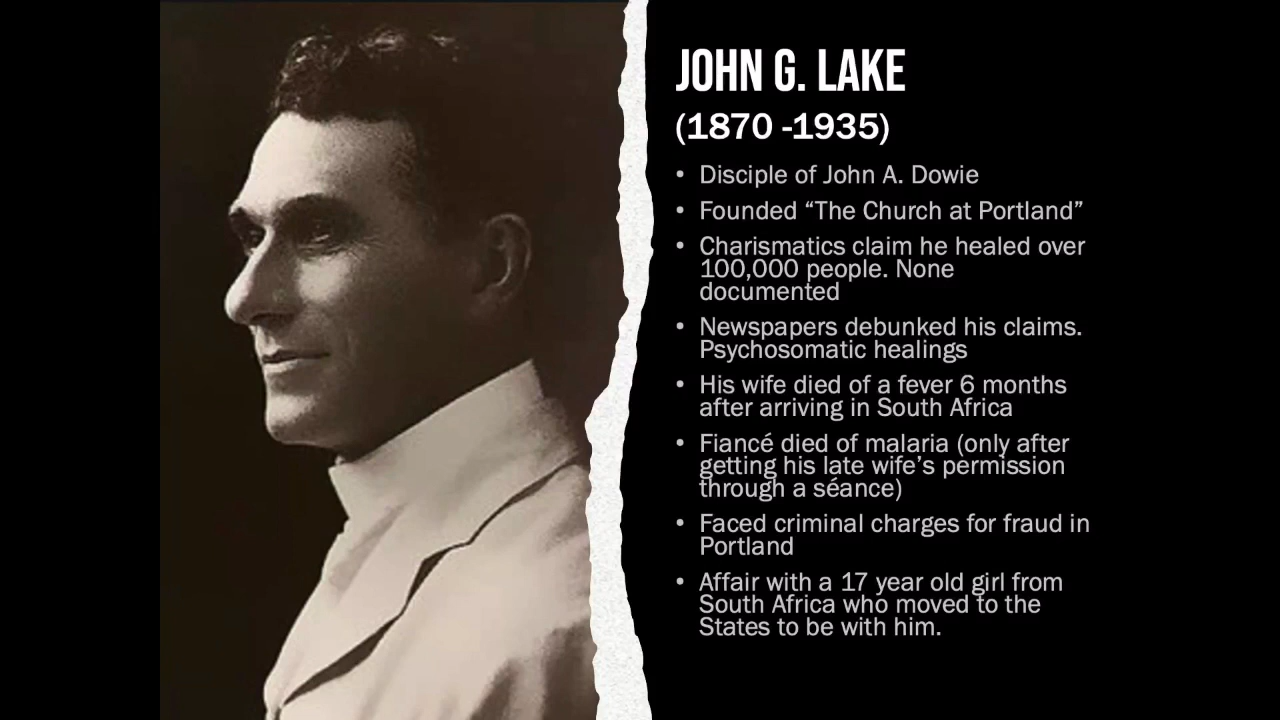 JOHN G. LAKE
(1870 -1935)
• Disciple of John A. Dowie
• Founded “The Church at Portland”
• Charismatics claim he healed over
100,000 people. None
documented
• Newspapers debunked his claims.
Psychosomatic healings
• His wife died of a fever 6 months
after arriving in South Africa
• Fiancé died of malaria (only after
getting his late wife’s permission
through a séance)
• Faced criminal charges for fraud in
Portland
• Affair with a 17 year old girl from
South Africa who moved to the
States to be with him.